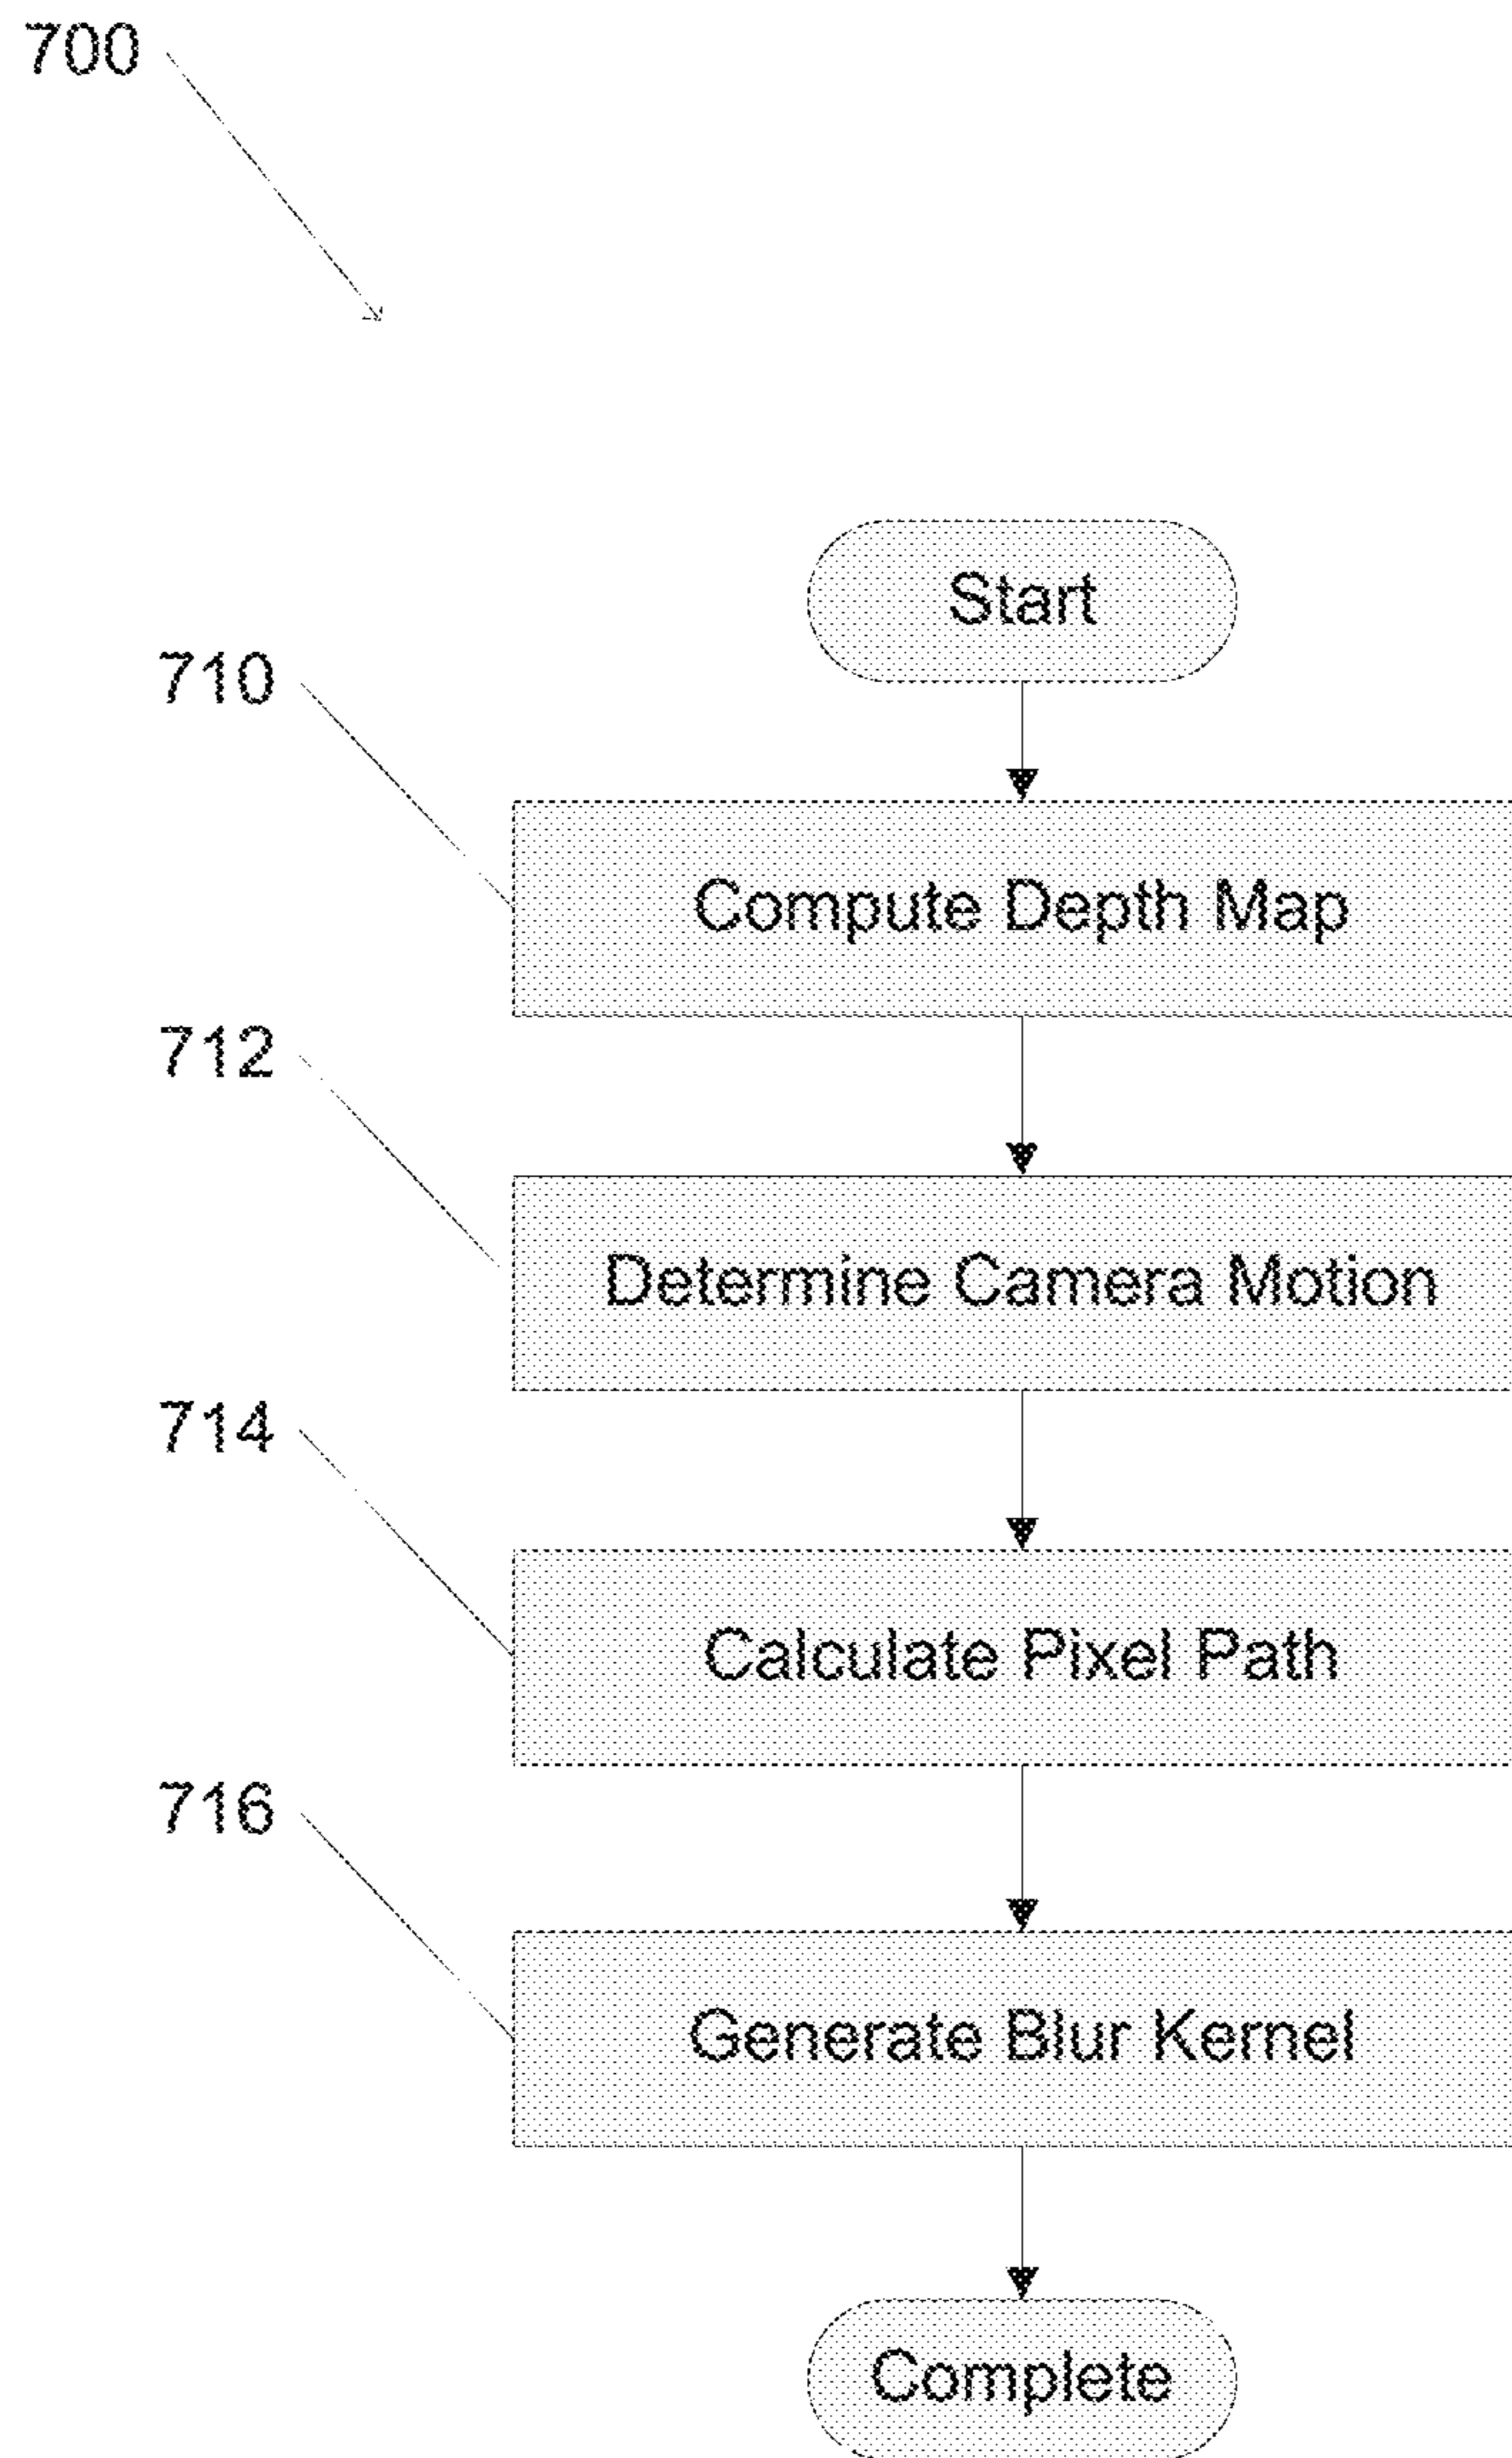 700
Start
710
Compute Depth Map
712
Determine Camera Motion
714
Calculate Pixel Path
716
Generate Blur Kernel
Complete